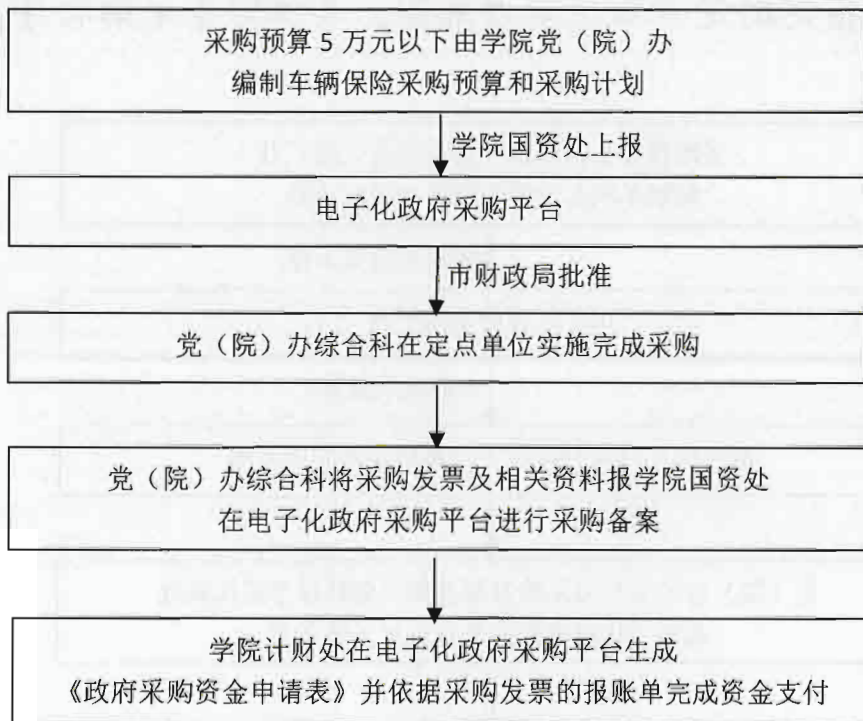 采购预算 5 万元以下由学院党（院）办
编制车辆保险采购预算和采购计划
学院国资处上报
电子化政府采购平台
市财政局批准
党（院）办综合科在定点单位实施完成采购
党（院）办综合科将采购发票及相关资料报学院国资处
在电子化政府采购平台进行采购备案
学院计财处在电子化政府采购平台生成
《政府采购资金申请表》并依据采购发票的报账单完成资金支付